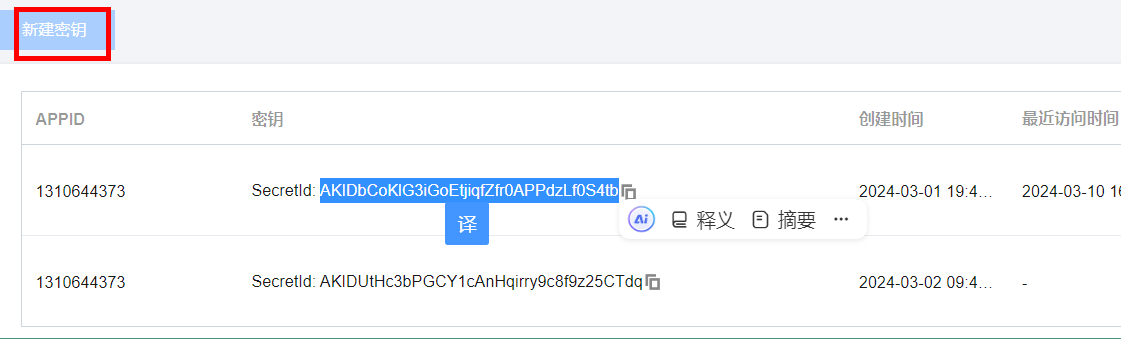 新建密钥
APPID 密钥 创建时间 最近访问时间
1310644373 SecretId: AKIDbCoKlG3iGoEtjiqfZfr0APPdzLf0S4tb 2024-03-01 19:4... 2024-03-10 16
译 Ai 释义 摘要 ...
1310644373 SecretId: AKIDUtHc3bPGCY1cAnHqirry9c8f9z25CTdq 2024-03-02 09:4... -